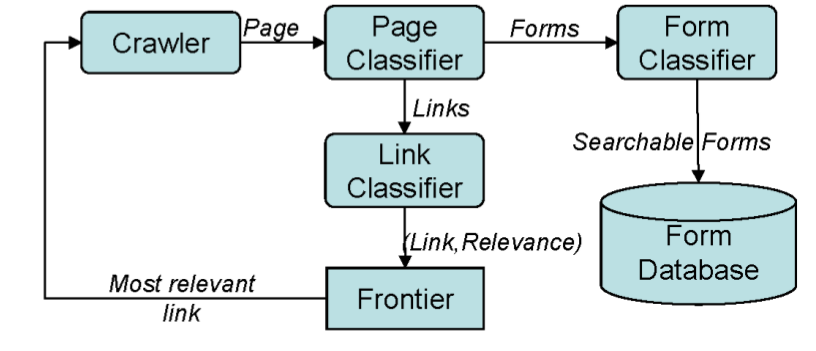 Crawler
Page
Page
Classifier
Forms
Form
Classifier
Links
Searchable Forms
Link
Classifier
(Link,Relevance)
Form
Database
Most relevant
link
Frontier